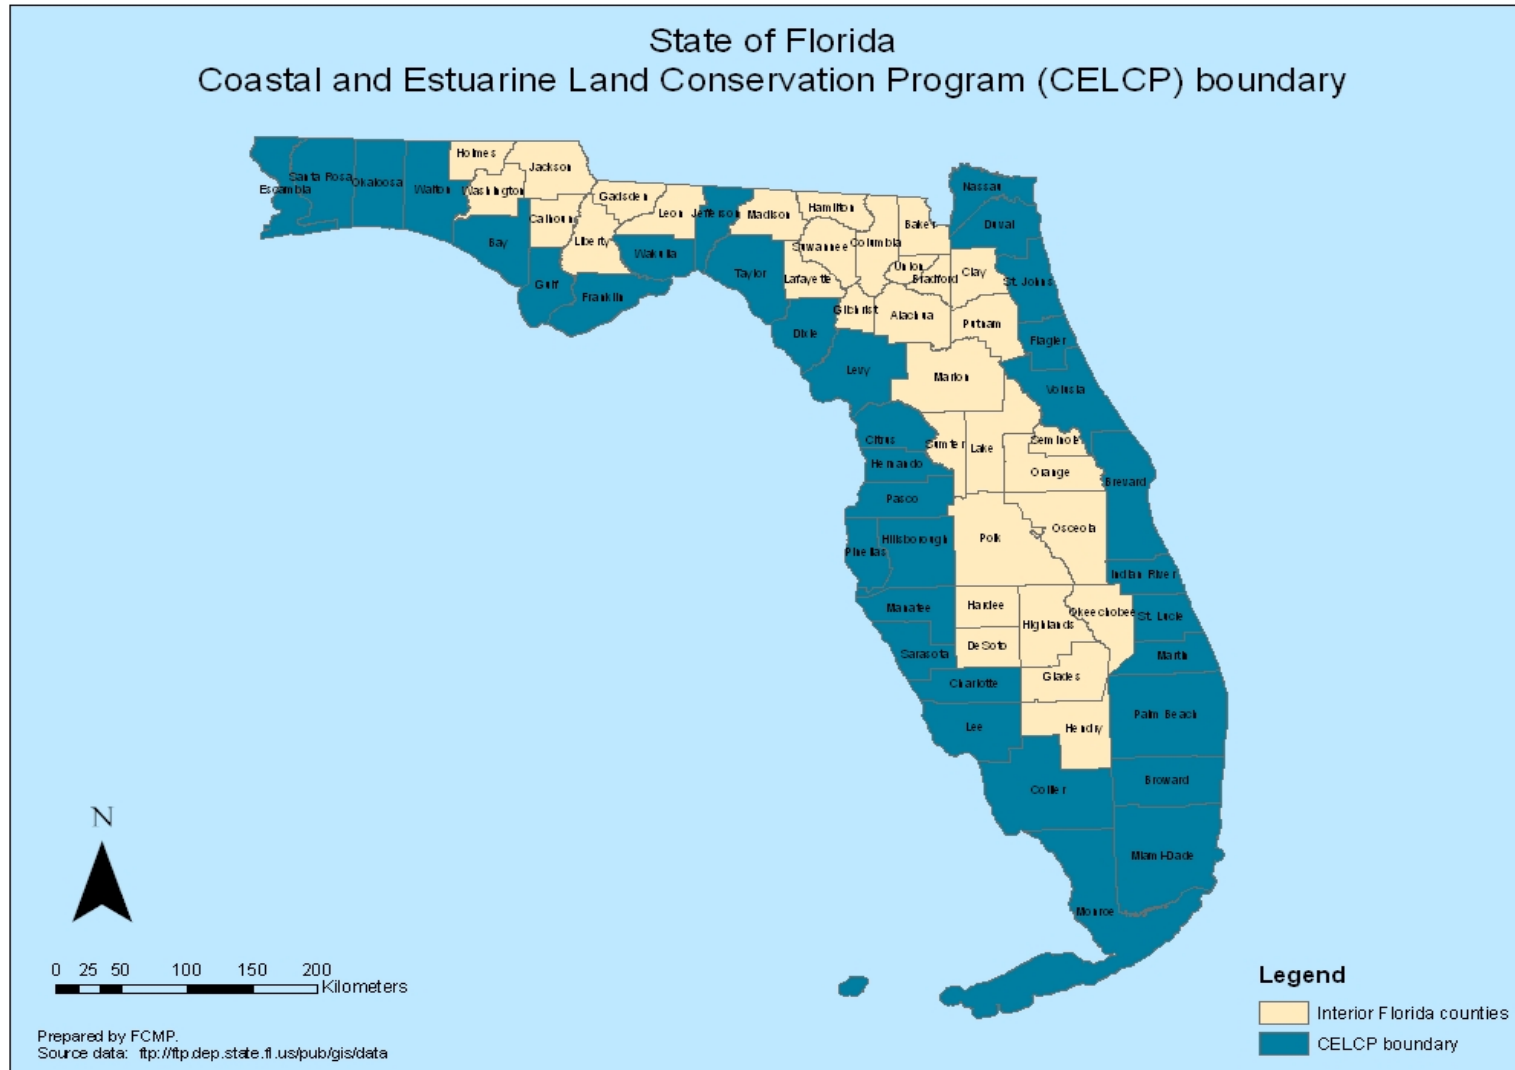 State of Florida
Coastal and Estuarine Land Conservation Program (CELCP) boundary
Holmes
Jackson
Santa Rosa
Okaloosa
Walton
Escambia
Washington
Gadsden
Calhoun
Leon
Jefferson
Madison
Hamilton
Nassau
Baker
Duval
Bay
Liberty
Wakulla
Suwannee
Columbia
Taylor
Lafayette
Union
Bradford
Clay
St. Johns
Gulf
Franklin
Gilchrist
Alachua
Putnam
Dixie
Flagler
Levy
Marion
Volusia
Citrus
Sumter
Lake
Seminole
Hernando
Orange
Brevard
Pasco
Osceola
Pinellas
Hillsborough
Polk
Indian River
Manatee
Hardee
Highlands
Okeechobee
St. Lucie
Sarasota
DeSoto
Martin
Charlotte
Glades
Lee
Hendry
Palm Beach
Collier
Broward
Miami-Dade
Monroe
N
0 25 50 100 150 200
Kilometers
Prepared by FCMP.
Source data: ftp://ftp.dep.state.fl.us/pub/gis/data
Legend
Interior Florida counties
CELCP boundary